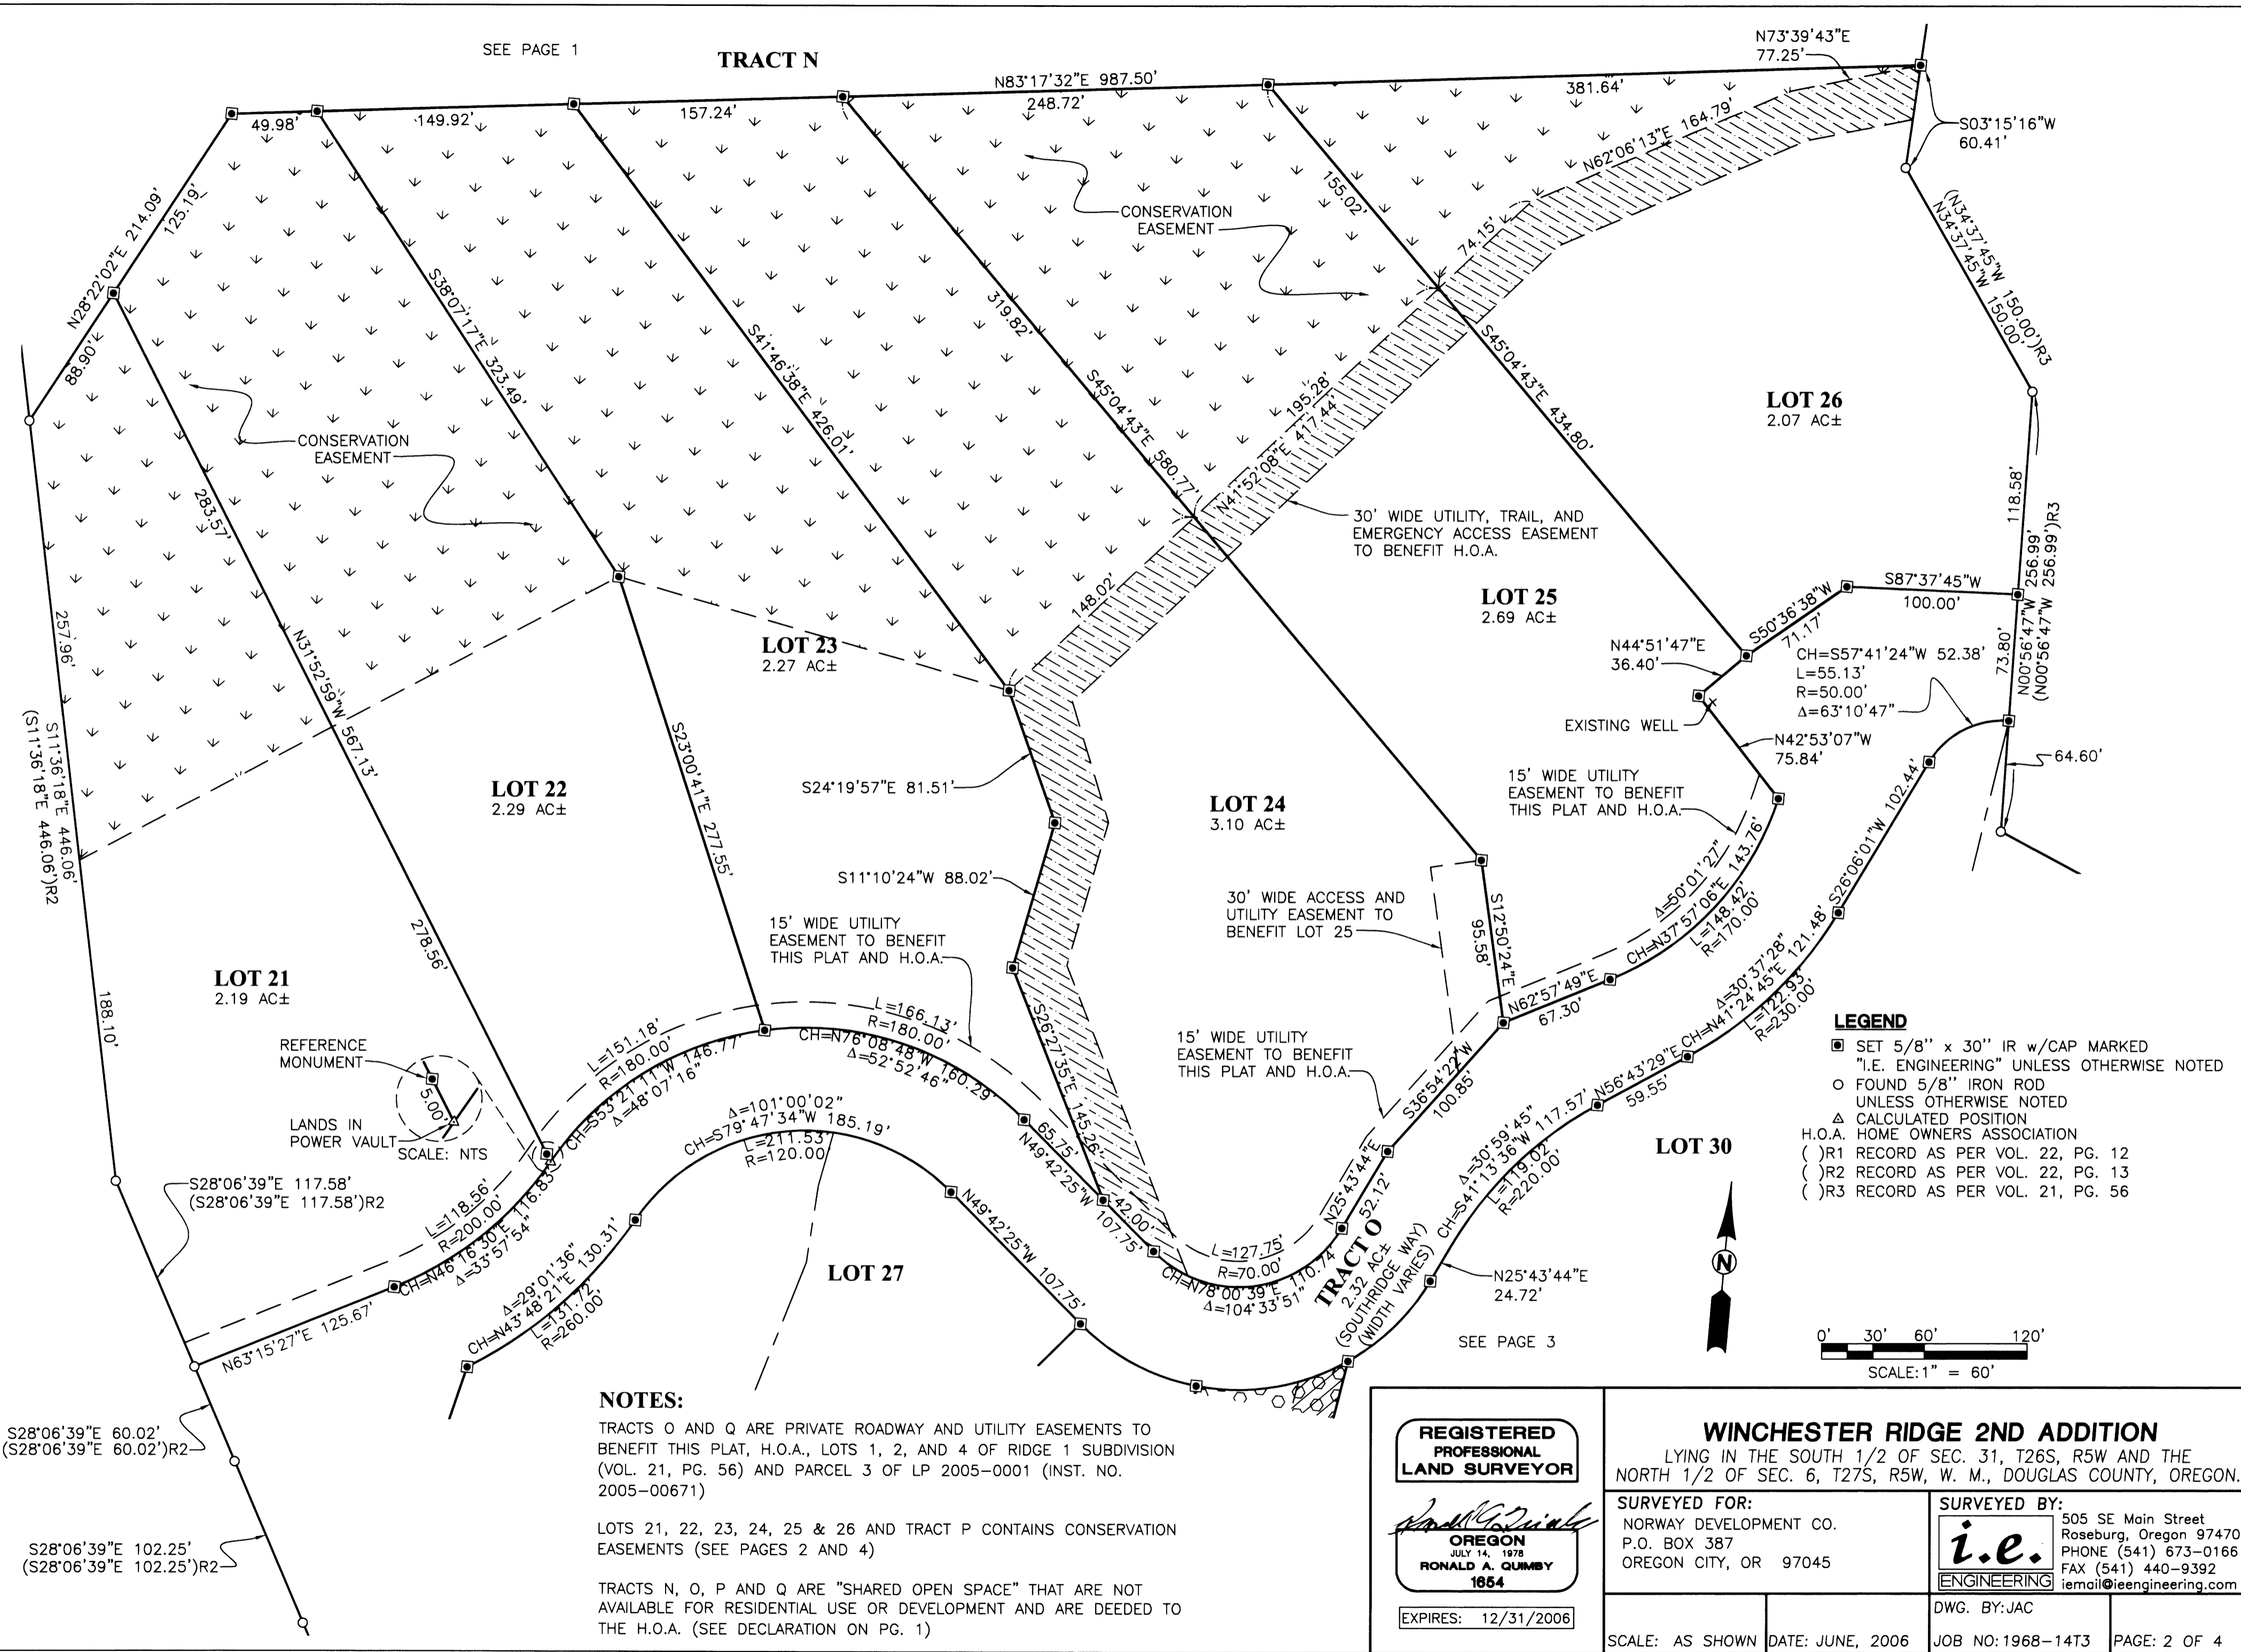 SEE PAGE 1
TRACT N
N83°17'32"E 987.50'
49.98'
149.92'
157.24'
248.72'
381.64'
N73°39'43"E
77.25'
S03°15'16"W
60.41'
N28°22'02"E 214.09'
125.19'
88.90'
N62°06'13"E 164.79'
74.15'
155.02'
CONSERVATION
EASEMENT
(N34°37'45"W 150.00')R3
N34°37'45"W 150.00'
S38°07'17"E 323.49'
S41°46'38"E 426.01'
319.82'
S45°04'43"E 580.77'
195.28'
N41°52'08"E 417.44'
148.02'
S45°04'43"E 434.80'
LOT 26
2.07 AC±
CONSERVATION
EASEMENT
283.57'
N31°52'59"W 567.13'
278.56'
257.96'
S11°36'18"E 446.06'
(S11°36'18"E 446.06')R2
188.10'
30' WIDE UTILITY, TRAIL, AND
EMERGENCY ACCESS EASEMENT
TO BENEFIT H.O.A.
118.58'
N00°56'47"W 256.99'
(N00°56'47"W 256.99')R3
73.80'
64.60'
S87°37'45"W
100.00'
S50°36'38"W
71.17'
LOT 25
2.69 AC±
N44°51'47"E
36.40'
CH=S57°41'24"W 52.38'
L=55.13'
R=50.00'
Δ=63°10'47"
EXISTING WELL
N42°53'07"W
75.84'
LOT 23
2.27 AC±
S23°00'41"E 277.55'
LOT 22
2.29 AC±
S24°19'57"E 81.51'
S11°10'24"W 88.02'
S26°27'35"E 145.26'
LOT 24
3.10 AC±
15' WIDE UTILITY
EASEMENT TO BENEFIT
THIS PLAT AND H.O.A.
30' WIDE ACCESS AND
UTILITY EASEMENT TO
BENEFIT LOT 25
S12°50'24"E
95.58'
Δ=50°01'27"
CH=N37°57'06"E 143.76'
L=148.42'
R=170.00'
S26°06'01"W 102.44'
N62°57'49"E
67.30'
Δ=30°37'28"
CH=N41°24'45"E 121.48'
L=122.93'
R=230.00'
15' WIDE UTILITY
EASEMENT TO BENEFIT
THIS PLAT AND H.O.A.
LOT 21
2.19 AC±
REFERENCE
MONUMENT
5.00'
LANDS IN
POWER VAULT
SCALE: NTS
L=151.18'
R=180.00'
CH=S53°21'11"W 146.77'
Δ=48°07'16"
L=166.13'
R=180.00'
CH=N76°08'48"W 160.29'
Δ=52°52'46"
15' WIDE UTILITY
EASEMENT TO BENEFIT
THIS PLAT AND H.O.A.
S36°54'22"W
100.85'
N56°43'29"E
59.55'
Δ=101°00'02"
CH=S79°47'34"W 185.19'
L=211.53'
R=120.00'
65.75'
N49°42'25"W
107.75'
42.00'
N49°42'25"W 107.75'
L=127.75'
R=70.00'
CH=N78°00'39"E 110.74'
Δ=104°33'51"
N25°43'44"E
52.12'
Δ=30°59'45"
CH=S41°13'36"W 117.57'
L=119.02'
R=220.00'
TRACT O
2.32 AC±
(SOUTHRIDGE WAY)
(WIDTH VARIES)
N25°43'44"E
24.72'
LOT 30
SEE PAGE 3
S28°06'39"E 117.58'
(S28°06'39"E 117.58')R2
L=118.56'
R=200.00'
CH=N46°16'30"E 116.83'
Δ=33°57'54"
N63°15'27"E 125.67'
Δ=29°01'36"
CH=N43°48'21"E 130.31'
L=131.72'
R=260.00'
LOT 27
S28°06'39"E 60.02'
(S28°06'39"E 60.02')R2
S28°06'39"E 102.25'
(S28°06'39"E 102.25')R2
LEGEND
SET 5/8'' x 30'' IR w/CAP MARKED
"I.E. ENGINEERING" UNLESS OTHERWISE NOTED
FOUND 5/8'' IRON ROD
UNLESS OTHERWISE NOTED
CALCULATED POSITION
H.O.A. HOME OWNERS ASSOCIATION
( )R1 RECORD AS PER VOL. 22, PG. 12
( )R2 RECORD AS PER VOL. 22, PG. 13
( )R3 RECORD AS PER VOL. 21, PG. 56
N
0' 30' 60' 120'
SCALE: 1" = 60'
NOTES:
TRACTS O AND Q ARE PRIVATE ROADWAY AND UTILITY EASEMENTS TO
BENEFIT THIS PLAT, H.O.A., LOTS 1, 2, AND 4 OF RIDGE 1 SUBDIVISION
(VOL. 21, PG. 56) AND PARCEL 3 OF LP 2005-0001 (INST. NO.
2005-00671)
LOTS 21, 22, 23, 24, 25 & 26 AND TRACT P CONTAINS CONSERVATION
EASEMENTS (SEE PAGES 2 AND 4)
TRACTS N, O, P AND Q ARE "SHARED OPEN SPACE" THAT ARE NOT
AVAILABLE FOR RESIDENTIAL USE OR DEVELOPMENT AND ARE DEEDED TO
THE H.O.A. (SEE DECLARATION ON PG. 1)
REGISTERED
PROFESSIONAL
LAND SURVEYOR
OREGON
JULY 14, 1978
RONALD A. QUIMBY
1654
EXPIRES: 12/31/2006
WINCHESTER RIDGE 2ND ADDITION
LYING IN THE SOUTH 1/2 OF SEC. 31, T26S, R5W AND THE
NORTH 1/2 OF SEC. 6, T27S, R5W, W. M., DOUGLAS COUNTY, OREGON.
SURVEYED FOR:
NORWAY DEVELOPMENT CO.
P.O. BOX 387
OREGON CITY, OR 97045
SURVEYED BY:
i.e.
ENGINEERING
505 SE Main Street
Roseburg, Oregon 97470
PHONE (541) 673-0166
FAX (541) 440-9392
iemail@ieengineering.com
SCALE: AS SHOWN
DATE: JUNE, 2006
DWG. BY: JAC
JOB NO: 1968-14T3
PAGE: 2 OF 4